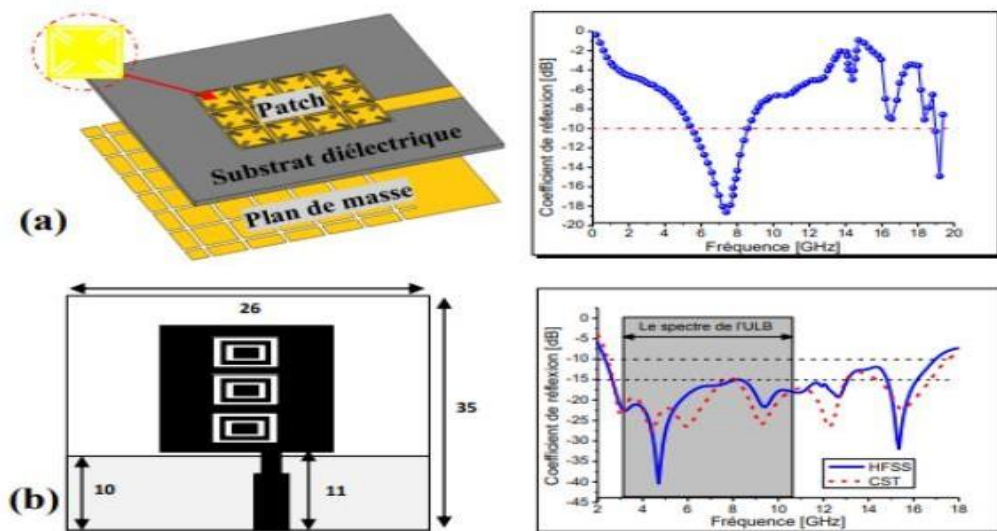 Patch
Substrat diélectrique
Plan de masse
(a)
Coefficient de réflexion [dB]
0
-2
-4
-6
-8
-10
-12
-14
-16
-18
-20
0 2 4 6 8 10 12 14 16 18 20
Fréquence [GHz]
26
35
10
11
(b)
Coefficient de réflexion [dB]
0
-5
-10
-15
-20
-25
-30
-35
-40
-45
Le spectre de l'ULB
HFSS
CST
2 4 6 8 10 12 14 16 18
Fréquence [GHz]